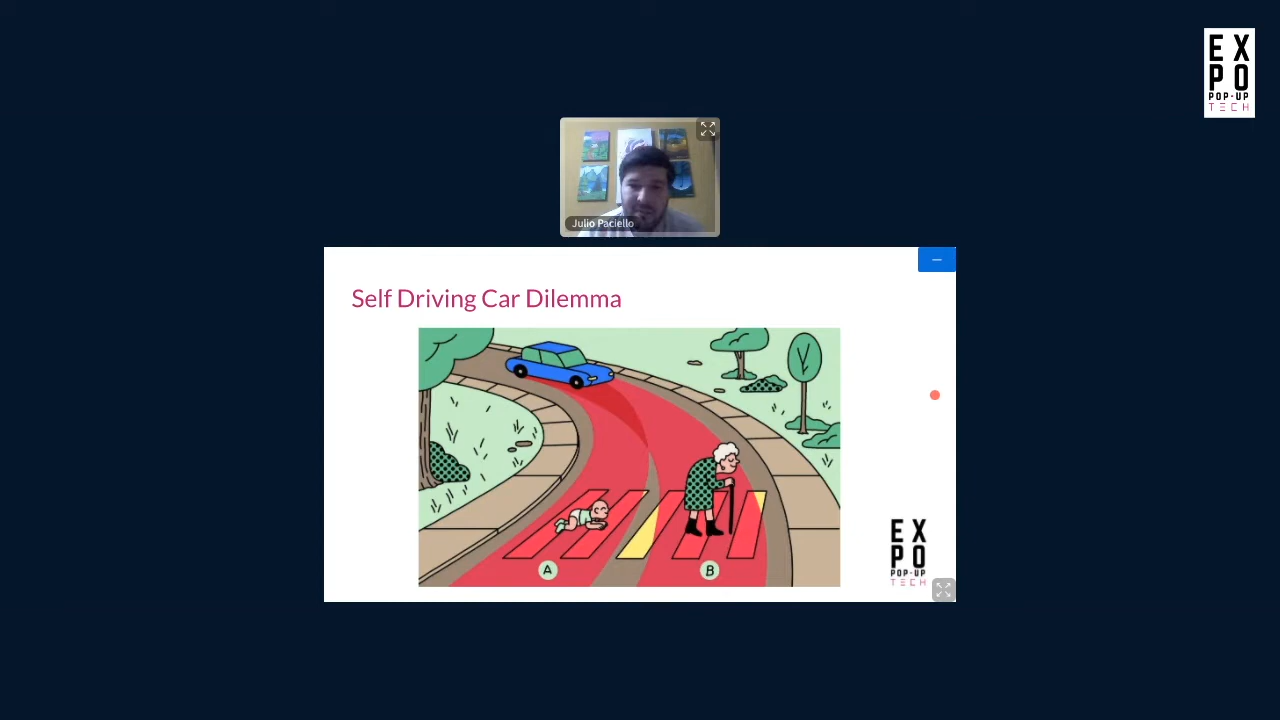 EX
PO
POP-UP
TECH
Julio Paciello
Self Driving Car Dilemma
A
B
EX
PO
POP-UP
TECH